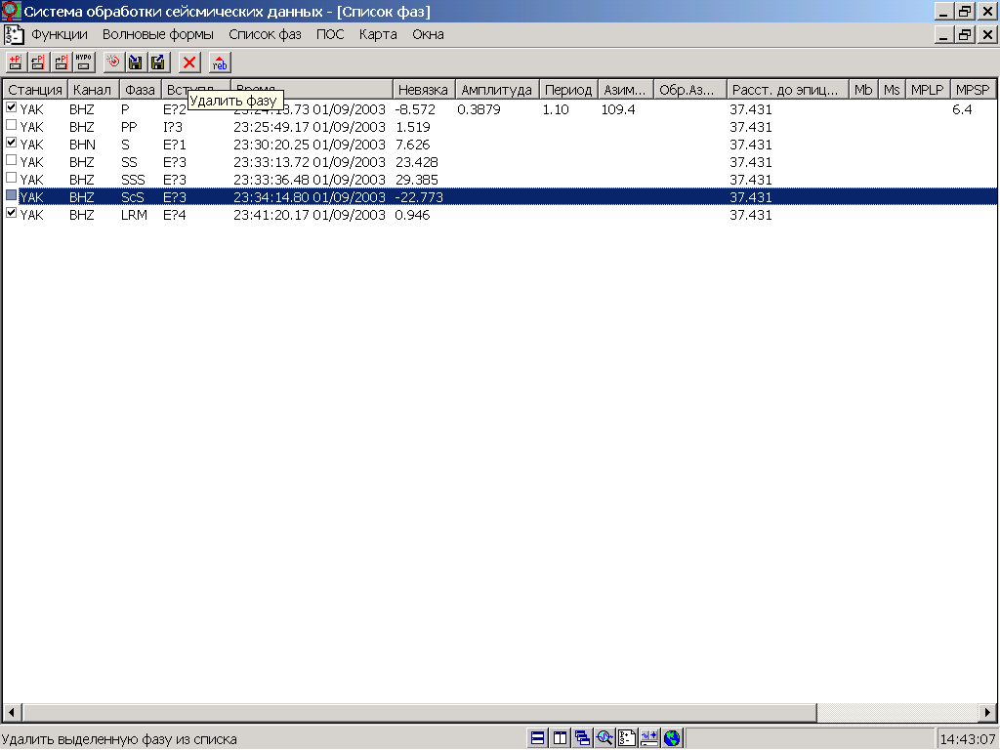 Система обработки сейсмических данных - [Список фаз]
Функции Волновые формы Список фаз ПОС Карта Окна
+P P P HYPO reb
Станция Канал Фаза Вступл... Время Невязка Амплитуда Период Азим... Обр.Аз... Расст. до эпиц... Mb Ms MPLP MPSP
Удалить фазу
YAK BHZ P E?2 01/09/2003 -8.572 0.3879 1.10 109.4 37.431 6.4
YAK BHZ PP I?3 23:25:49.17 01/09/2003 1.519 37.431
YAK BHN S E?1 23:30:20.25 01/09/2003 7.626 37.431
YAK BHZ SS E?3 23:33:13.72 01/09/2003 23.428 37.431
YAK BHZ SSS E?3 23:33:36.48 01/09/2003 29.385 37.431
YAK BHZ ScS E?3 23:34:14.80 01/09/2003 -22.773 37.431
YAK BHZ LRM E?4 23:41:20.17 01/09/2003 0.946 37.431
Удалить выделенную фазу из списка 14:43:07